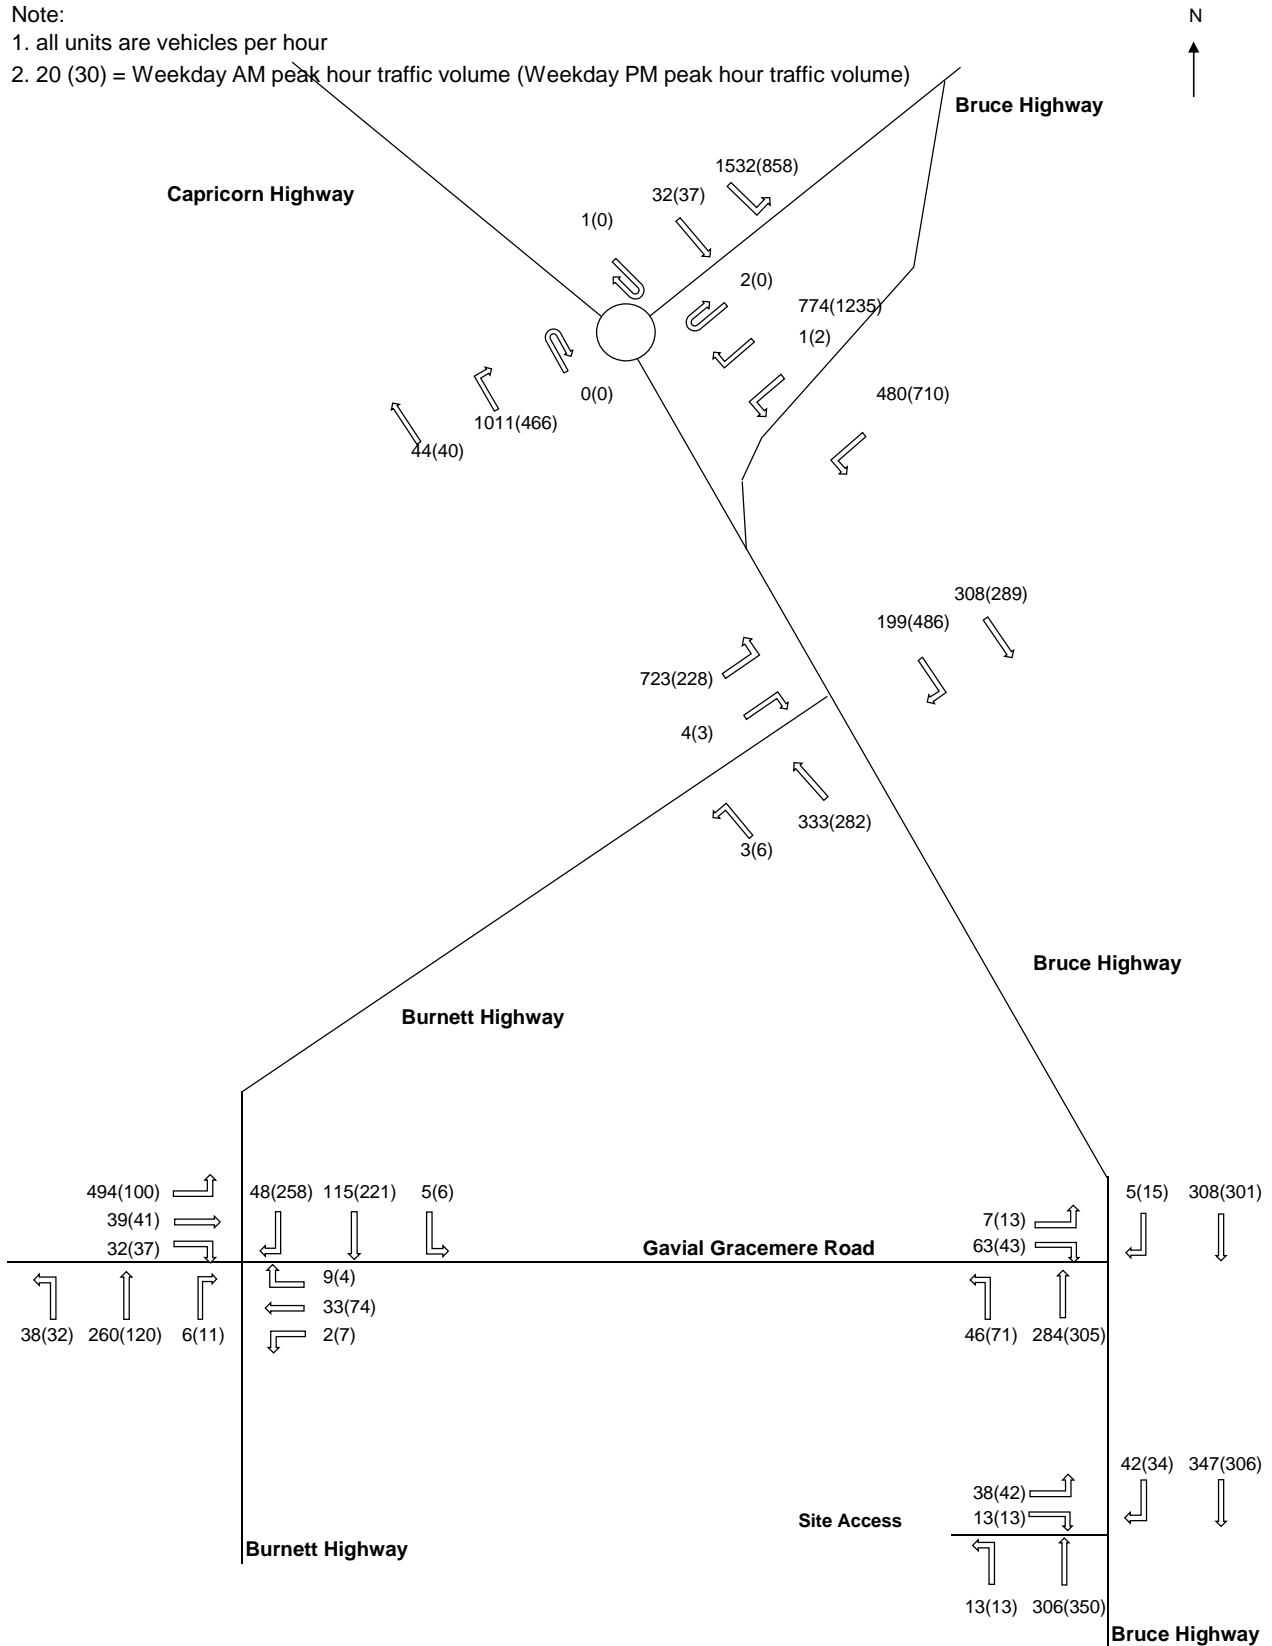 Note:
N
1. all units are vehicles per hour
2. 20 (30) = Weekday AM peak hour traffic volume (Weekday PM peak hour traffic volume)
Bruce Highway
1532(858)
Capricorn Highway
32(37)
1(0)
2(0)
774(1235)
1(2)
0(0)
480(710)
1011(466)
44(40)
308(289)
199(486)
723(228)
4(3)
333(282)
3(6)
Bruce Highway
Burnett Highway
494(100)
48(258) 115(221) 5(6)
5(15) 308(301)
39(41)
7(13)
32(37)
Gavial Gracemere Road
63(43)
9(4)
33(74)
38(32) 260(120) 6(11)
2(7)
46(71) 284(305)
42(34) 347(306)
38(42)
Site Access
13(13)
Burnett Highway
13(13) 306(350)
Bruce Highway